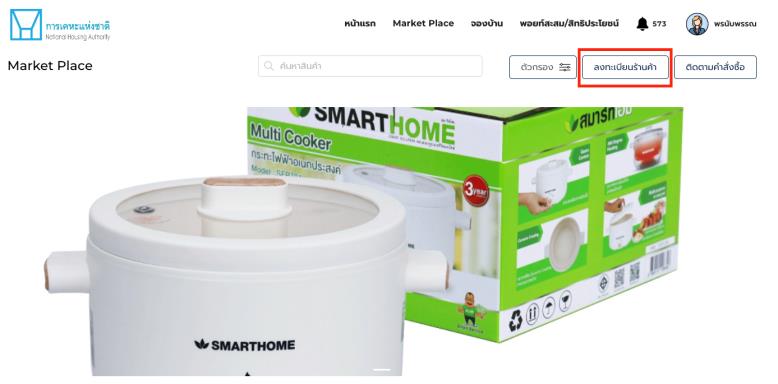 การเคหะแห่งชาติ
National Housing Authority
หน้าแรก Market Place จองบ้าน พอยท์สะสม/สิทธิประโยชน์ 573 พรนับพรรณ
Market Place
ค้นหาสินค้า
ตัวกรอง
ลงทะเบียนร้านค้า
ติดตามคำสั่งซื้อ
SMARTHOME
Multi Cooker
กระทะไฟฟ้าอเนกประสงค์
3year
สมาร์ทโฮม
SMARTHOME